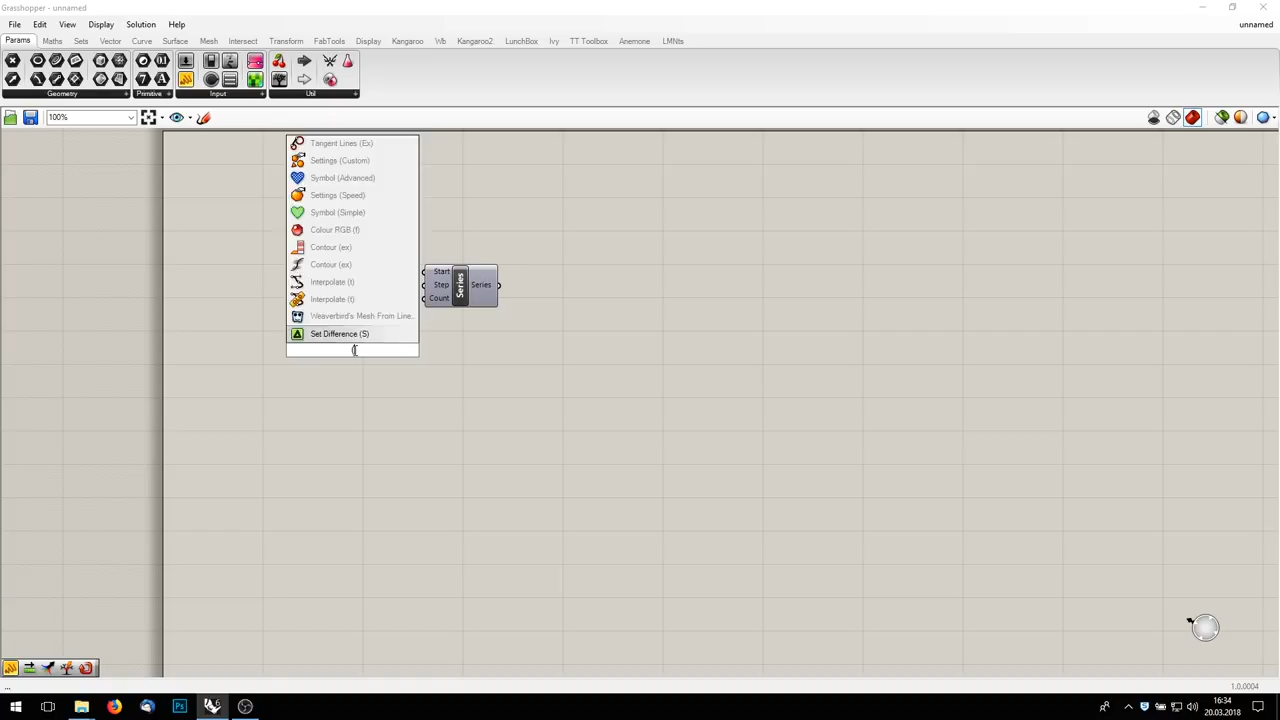 Grasshopper - unnamed
File Edit View Display Solution Help unnamed
Params Maths Sets Vector Curve Surface Mesh Intersect Transform FabTools Display Kangaroo Wb Kangaroo2 LunchBox Ivy TT Toolbox Anemone LMNts
Geometry Primitive Input Util
100%
Tangent Lines (Ex)
Settings (Custom)
Symbol (Advanced)
Settings (Speed)
Symbol (Simple)
Colour RGB (f)
Contour (ex)
Contour (ex)
Interpolate (t)
Interpolate (t)
Weaverbird's Mesh From Line...
Set Difference (S)
(
Start
Step
Count
Series
Series
...
1.0.0004
Ps
16:34
20.03.2018